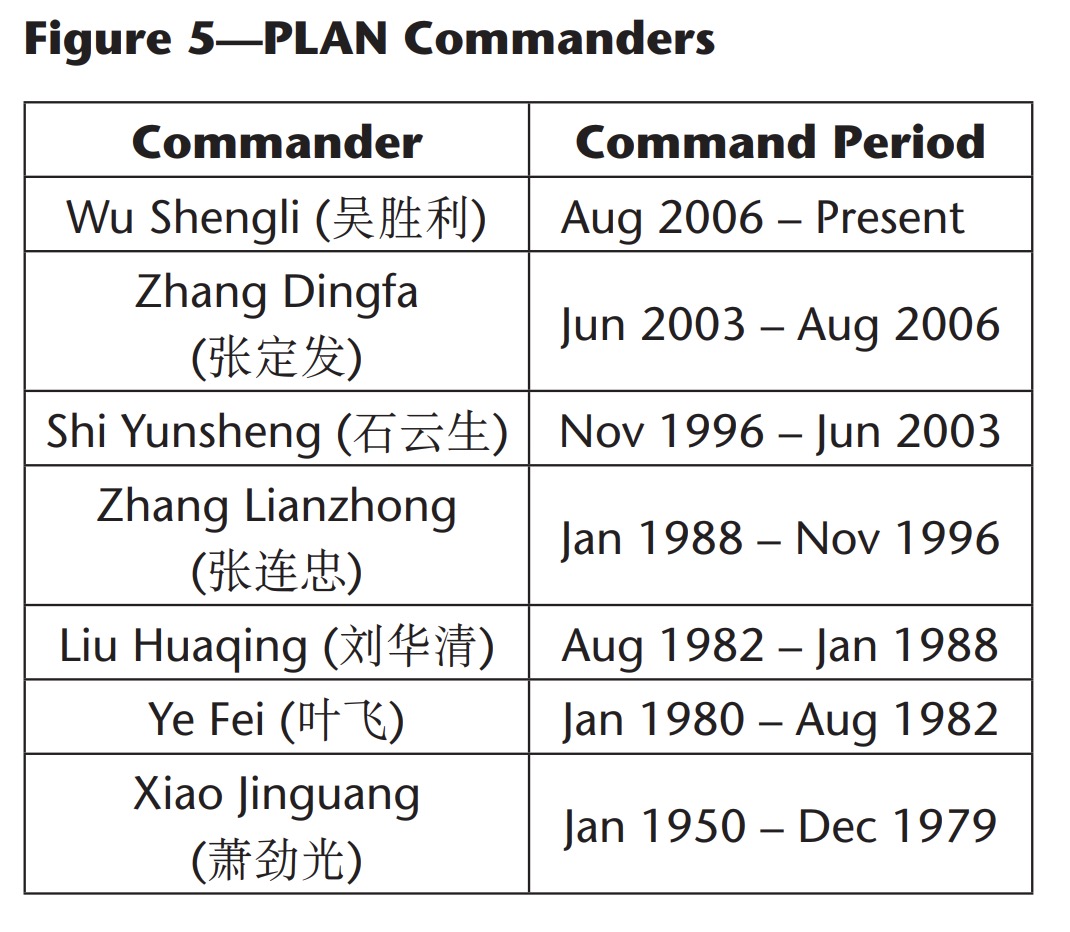 Figure 5—PLAN Commanders
Commander Command Period
Wu Shengli (吴胜利) Aug 2006 – Present
Zhang Dingfa
(张定发) Jun 2003 – Aug 2006
Shi Yunsheng (石云生) Nov 1996 – Jun 2003
Zhang Lianzhong
(张连忠) Jan 1988 – Nov 1996
Liu Huaqing (刘华清) Aug 1982 – Jan 1988
Ye Fei (叶飞) Jan 1980 – Aug 1982
Xiao Jinguang
(萧劲光) Jan 1950 – Dec 1979